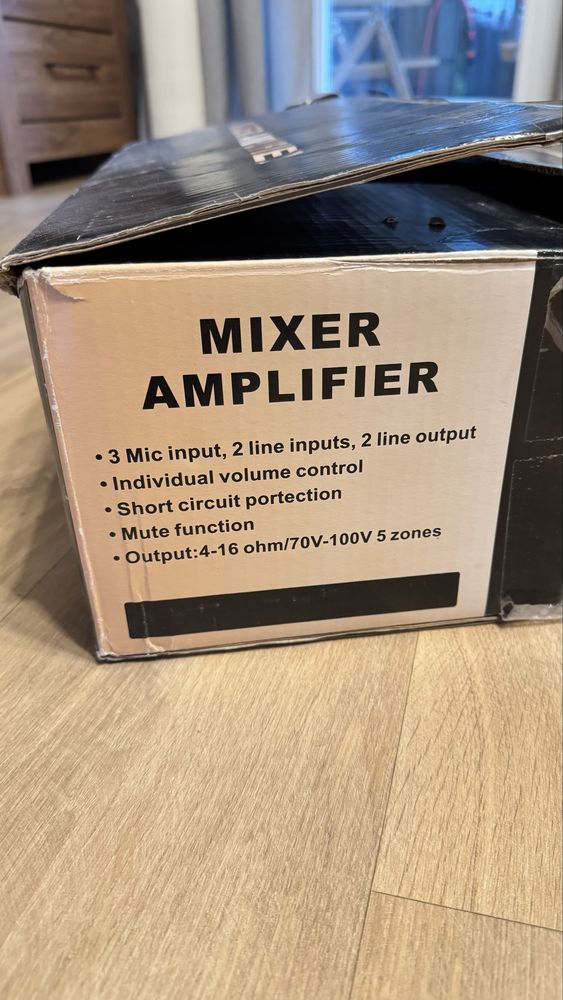 MIXER
AMPLIFIER
• 3 Mic input, 2 line inputs, 2 line output
• Individual volume control
• Short circuit portection
• Mute function
• Output:4-16 ohm/70V-100V 5 zones